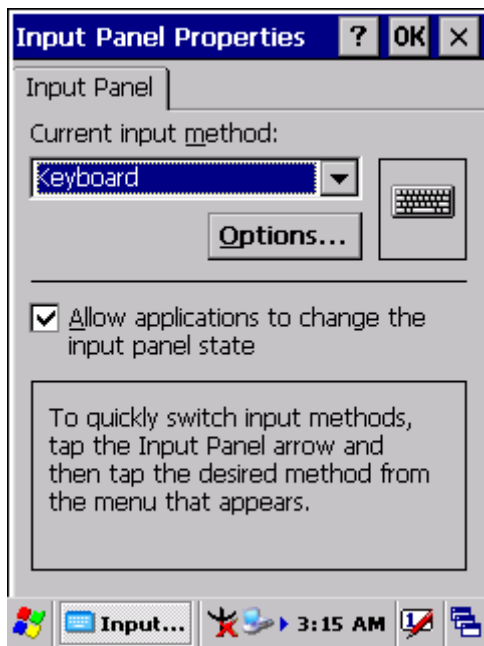 Input Panel Properties ? OK ×
Input Panel
Current input method:
Keyboard
Options...
Allow applications to change the
input panel state
To quickly switch input methods,
tap the Input Panel arrow and
then tap the desired method from
the menu that appears.
Input... 3:15 AM